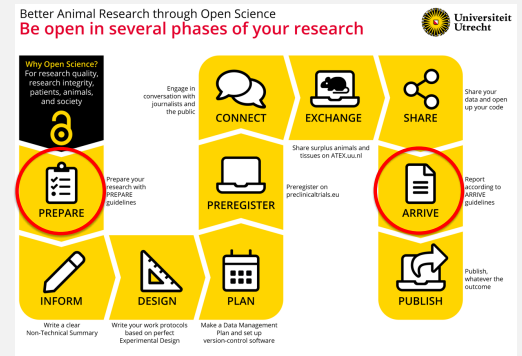 Better Animal Research through Open Science
Be open in several phases of your research
Universiteit
Utrecht
Why Open Science?
For research quality,
research integrity,
patients, animals,
and society
PREPARE
Prepare your
research with
PREPARE
guidelines
INFORM
Write a clear
Non-Technical Summary
DESIGN
Write your work protocols
based on perfect
Experimental Design
PLAN
Make a Data Management
Plan and set up
version-control software
PREREGISTER
Preregister on
preclinicaltrials.eu
Engage in
conversation with
journalists and
the public
CONNECT
EXCHANGE
Share surplus animals and
tissues on ATEX.uu.nl
SHARE
Share your
data and open
up your code
ARRIVE
Report
according to
ARRIVE
guidelines
PUBLISH
Publish,
whatever the
outcome